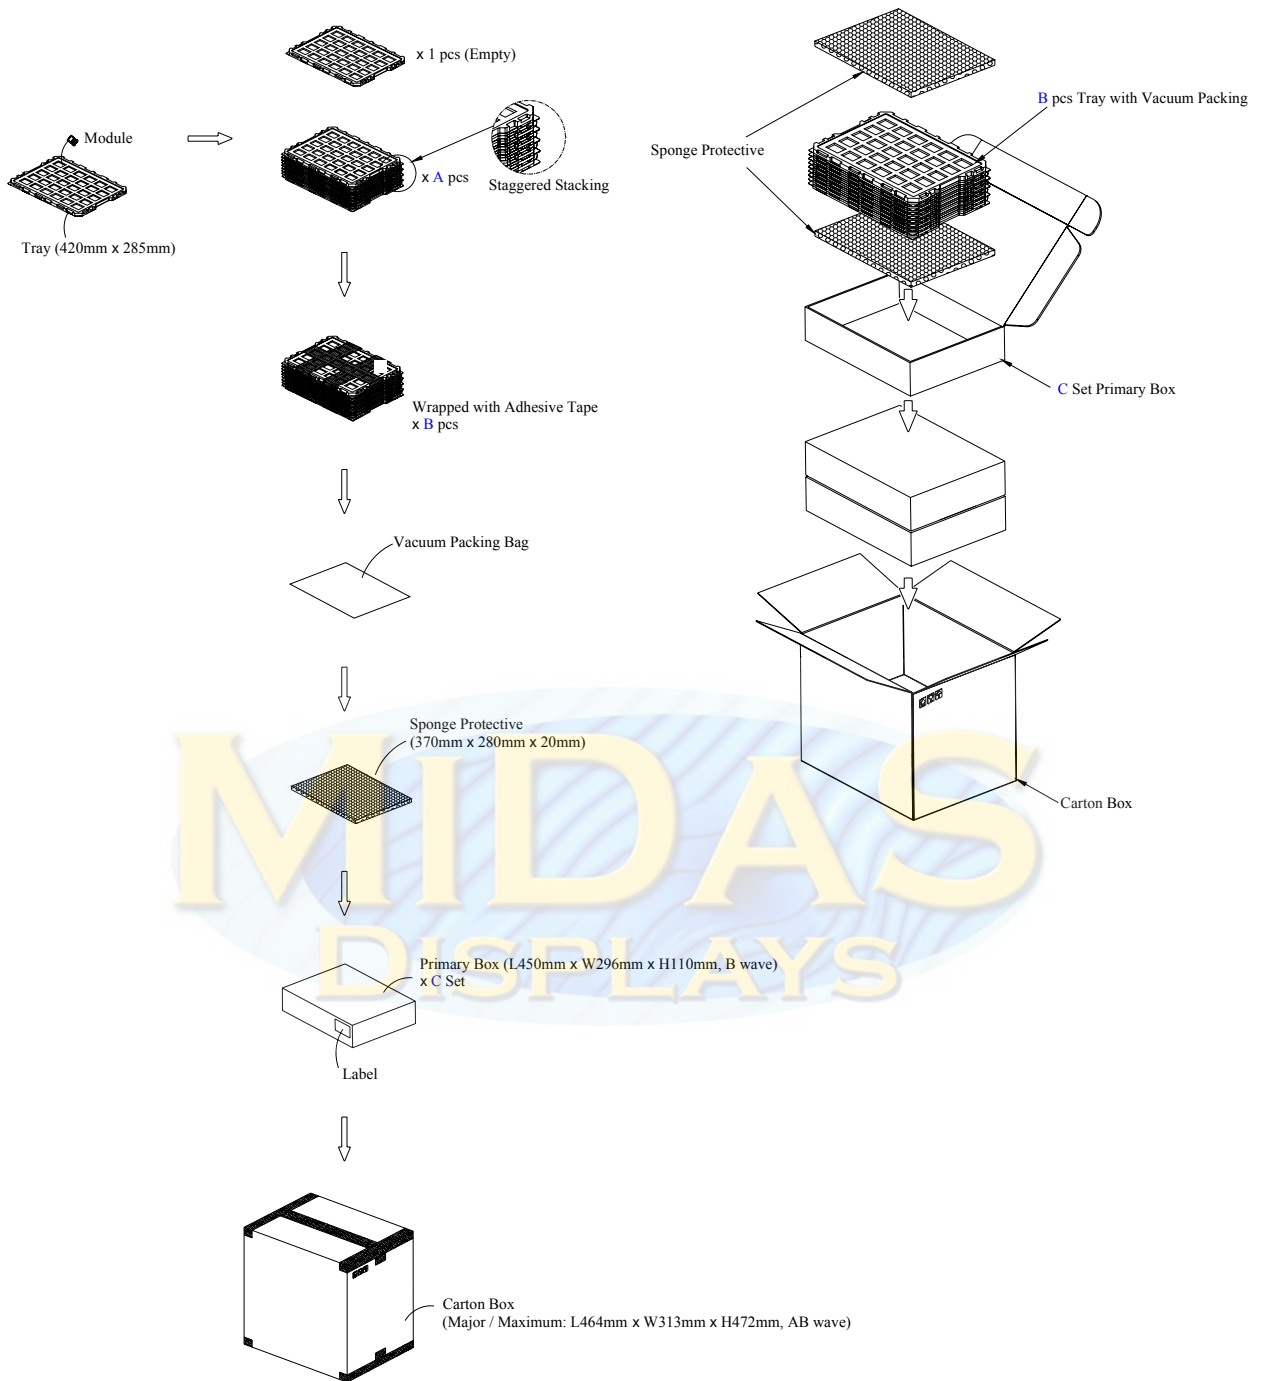 x 1 pcs (Empty)
Module
x A pcs
Staggered Stacking
Tray (420mm x 285mm)
Wrapped with Adhesive Tape
x B pcs
Vacuum Packing Bag
Sponge Protective
(370mm x 280mm x 20mm)
Primary Box (L450mm x W296mm x H110mm, B wave)
x C Set
Label
Carton Box
(Major / Maximum: L464mm x W313mm x H472mm, AB wave)
B pcs Tray with Vacuum Packing
Sponge Protective
C Set Primary Box
Carton Box
MIDAS
DISPLAYS